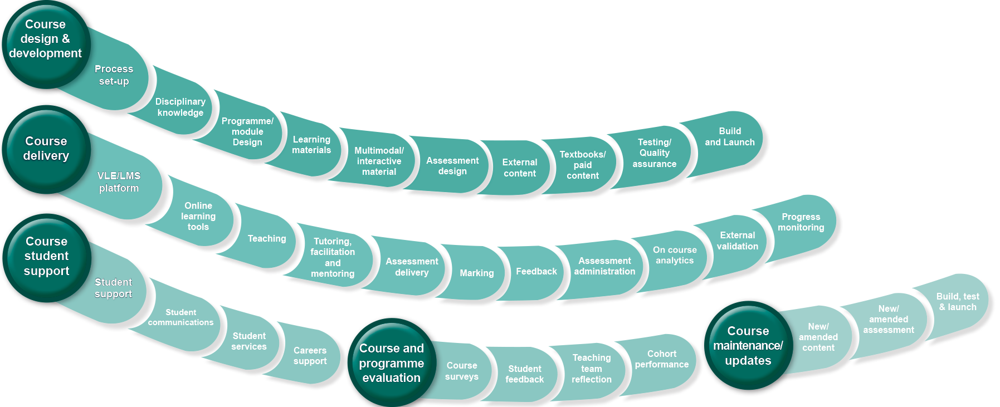 Course
design &
development
Process
set-up
Disciplinary
knowledge
Programme/
module
Design
Learning
materials
Multimodal/
interactive
material
Assessment
design
External
content
Textbooks/
paid
content
Testing/
Quality
assurance
Build
and Launch
Course
delivery
VLE/LMS
platform
Online
learning
tools
Teaching
Tutoring,
facilitation
and
mentoring
Assessment
delivery
Marking
Feedback
Assessment
administration
On course
analytics
External
validation
Progress
monitoring
Course
student
support
Student
support
Student
communications
Student
services
Careers
support
Course and
programme
evaluation
Course
surveys
Student
feedback
Teaching
team
reflection
Cohort
performance
Course
maintenance/
updates
New/
amended
content
New/
amended
assessment
Build, test
& launch